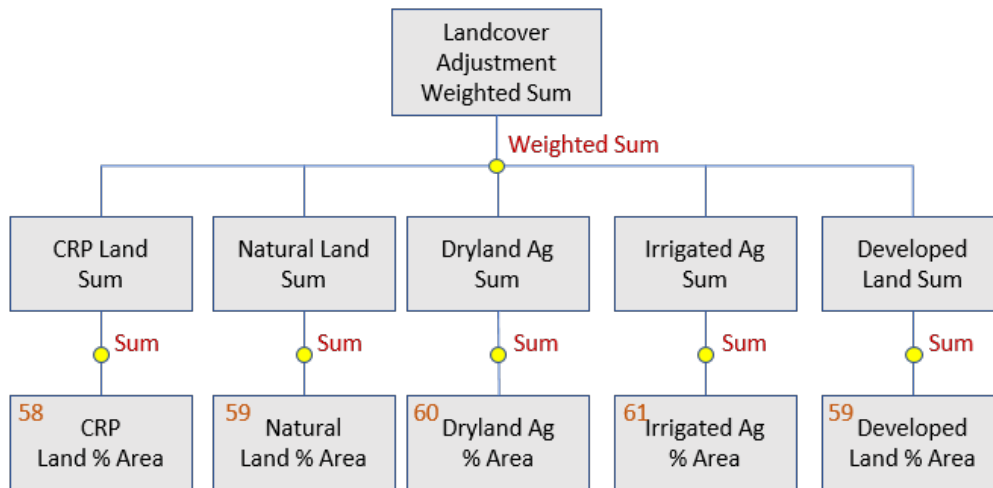 Landcover
Adjustment
Weighted Sum
Weighted Sum
CRP Land
Sum
Natural Land
Sum
Dryland Ag
Sum
Irrigated Ag
Sum
Developed
Land Sum
Sum
Sum
Sum
Sum
Sum
58
CRP
Land % Area
59
Natural
Land % Area
60
Dryland Ag
% Area
61
Irrigated Ag
% Area
59
Developed
Land % Area